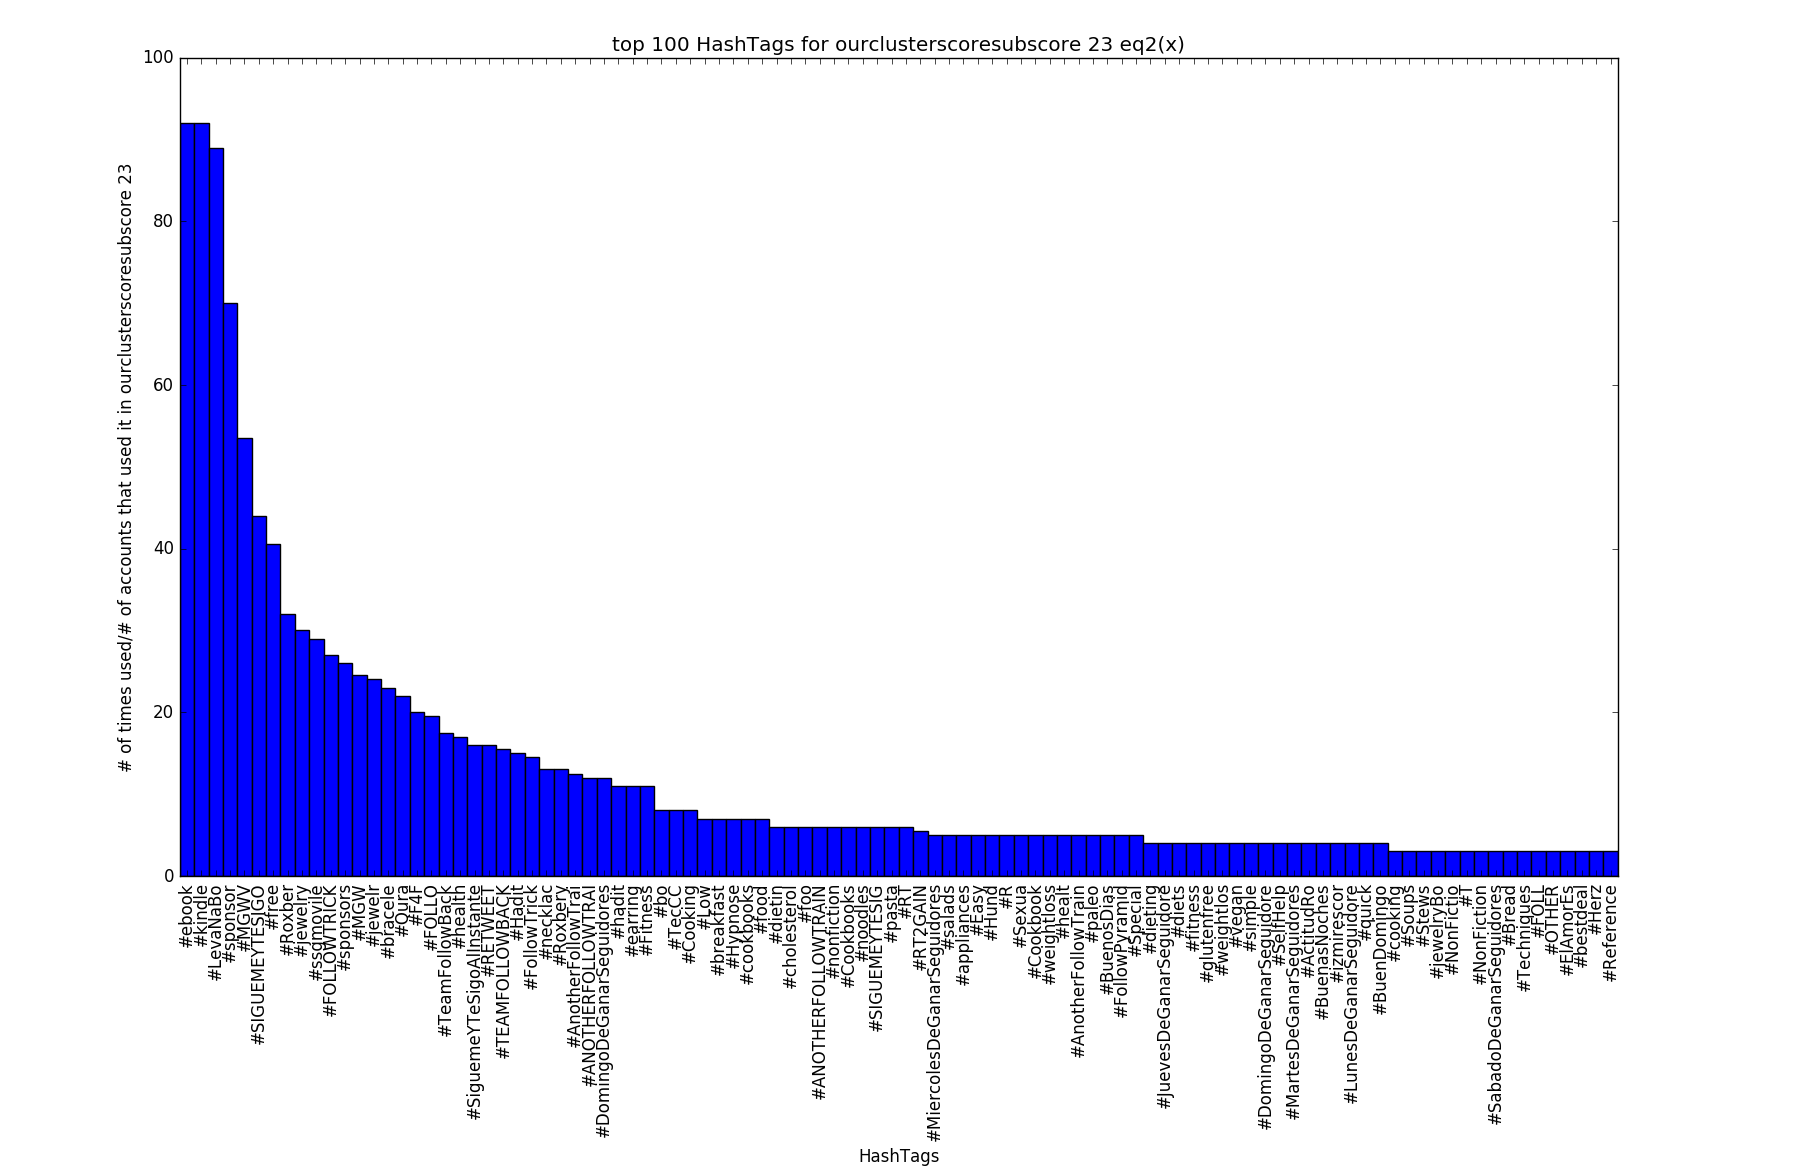 top 100 HashTags for ourclusterscoresubscore 23 eq2(x)
# of times used/# of accounts that used it in ourclusterscoresubscore 23
100
80
60
40
20
0
#ebook
#kindle
#LevaNaBo
#sponsor
#MGWV
#SIGUEMEYTESIGO
#free
#Roxber
#jewelry
#ssgmovile
#FOLLOWTRICK
#sponsors
#MGW
#jewelr
#bracele
#Oura
#F4F
#FOLLO
#TeamFollowBack
#health
#SiguemeYTeSigoAlInstante
#RETWEET
#TEAMFOLLOWBACK
#Hadit
#FollowTrick
#necklac
#Roxbery
#AnotherFollowTrai
#ANOTHERFOLLOWTRAI
#DomingoDeGanarSeguidores
#hadit
#earring
#Fitness
#bo
#TecCC
#Cooking
#Low
#breakfast
#Hypnose
#cookbooks
#food
#dietin
#cholesterol
#foo
#ANOTHERFOLLOWTRAIN
#nonfiction
#Cookbooks
#noodles
#SIGUEMEYTESIG
#pasta
#RT
#RT2GAIN
#MiercolesDeGanarSeguidores
#salads
#appliances
#Easy
#Hund
#R
#Sexua
#Cookbook
#weightloss
#healt
#AnotherFollowTrain
#paleo
#BuenosDias
#FollowPyramid
#Special
#dieting
#JuevesDeGanarSeguidore
#diets
#fitness
#glutenfree
#weightlos
#vegan
#simple
#DomingoDeGanarSeguidore
#SelfHelp
#MartesDeGanarSeguidores
#ActitudRo
#BuenasNoches
#izmirescor
#LunesDeGanarSeguidore
#quick
#BuenDomingo
#cooking
#Soups
#Stews
#jewelryBo
#NonFictio
#T
#NonFiction
#SabadoDeGanarSeguidores
#Bread
#Techniques
#FOLL
#OTHER
#ElAmorEs
#bestdeal
#Herz
#Reference
HashTags